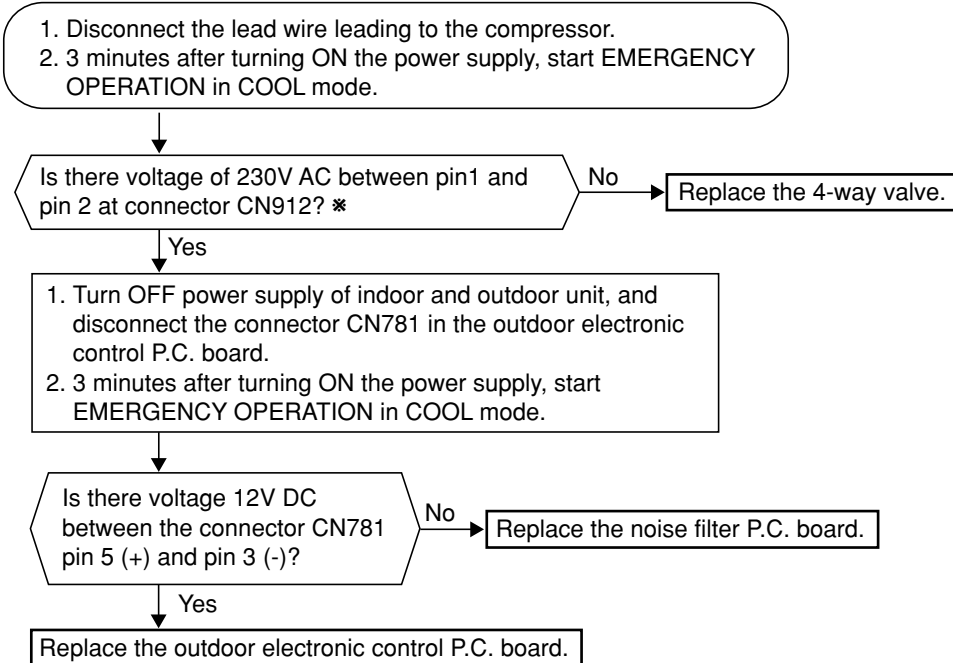 1. Disconnect the lead wire leading to the compressor.
2. 3 minutes after turning ON the power supply, start EMERGENCY
OPERATION in COOL mode.
Is there voltage of 230V AC between pin1 and
pin 2 at connector CN912? ※
No
Replace the 4-way valve.
Yes
1. Turn OFF power supply of indoor and outdoor unit, and
disconnect the connector CN781 in the outdoor electronic
control P.C. board.
2. 3 minutes after turning ON the power supply, start
EMERGENCY OPERATION in COOL mode.
Is there voltage 12V DC
between the connector CN781
pin 5 (+) and pin 3 (-)?
No
Replace the noise filter P.C. board.
Yes
Replace the outdoor electronic control P.C. board.